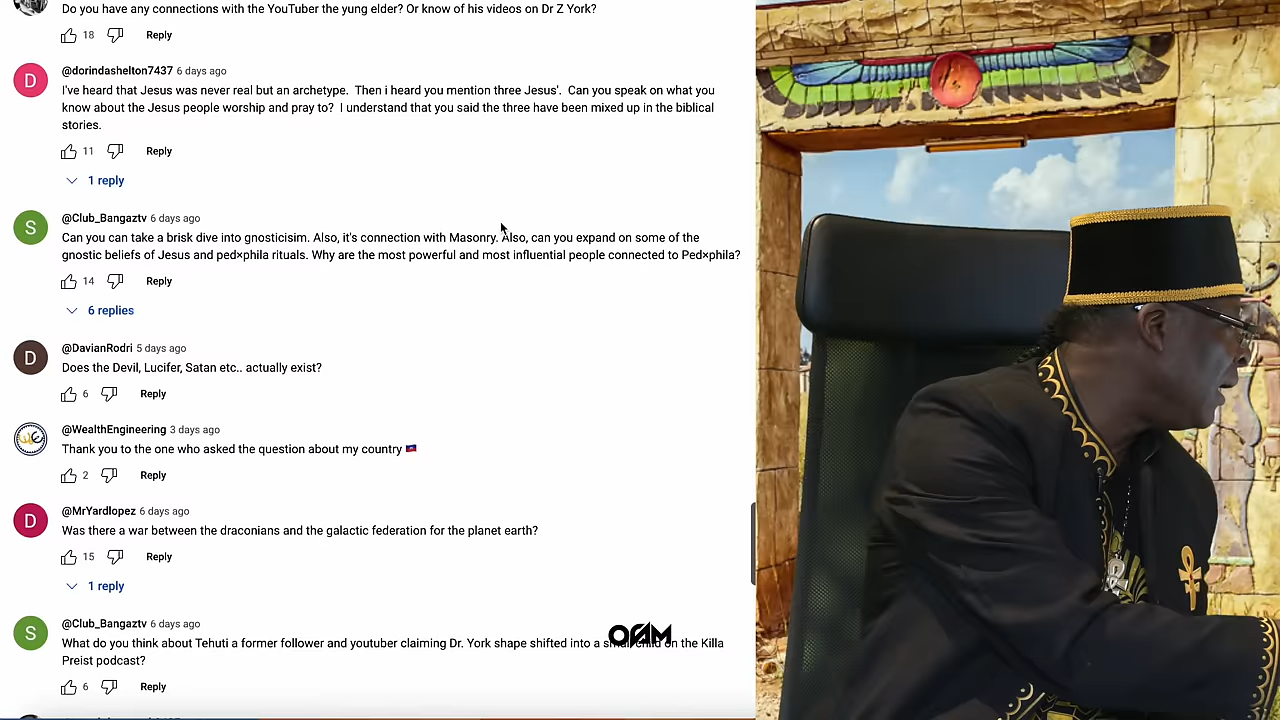 Do you have any connections with the YouTuber the yung elder? Or know of his videos on Dr Z York?
18 Reply
@dorindashelton7437 6 days ago
D
I've heard that Jesus was never real but an archetype. Then i heard you mention three Jesus'. Can you speak on what you
know about the Jesus people worship and pray to? I understand that you said the three have been mixed up in the biblical
stories.
11 Reply
1 reply
@Club_Bangaztv 6 days ago
S
Can you can take a brisk dive into gnosticisim. Also, it's connection with Masonry. Also, can you expand on some of the
gnostic beliefs of Jesus and ped×phila rituals. Why are the most powerful and most influential people connected to Ped×phila?
14 Reply
6 replies
@DavianRodri 5 days ago
D
Does the Devil, Lucifer, Satan etc.. actually exist?
6 Reply
@WealthEngineering 3 days ago
Thank you to the one who asked the question about my country 🇭🇹
2 Reply
@MrYardlopez 6 days ago
D
Was there a war between the draconians and the galactic federation for the planet earth?
15 Reply
1 reply
@Club_Bangaztv 6 days ago
S
What do you think about Tehuti a former follower and youtuber claiming Dr. York shape shifted into a small child on the Killa
Preist podcast?
6 Reply